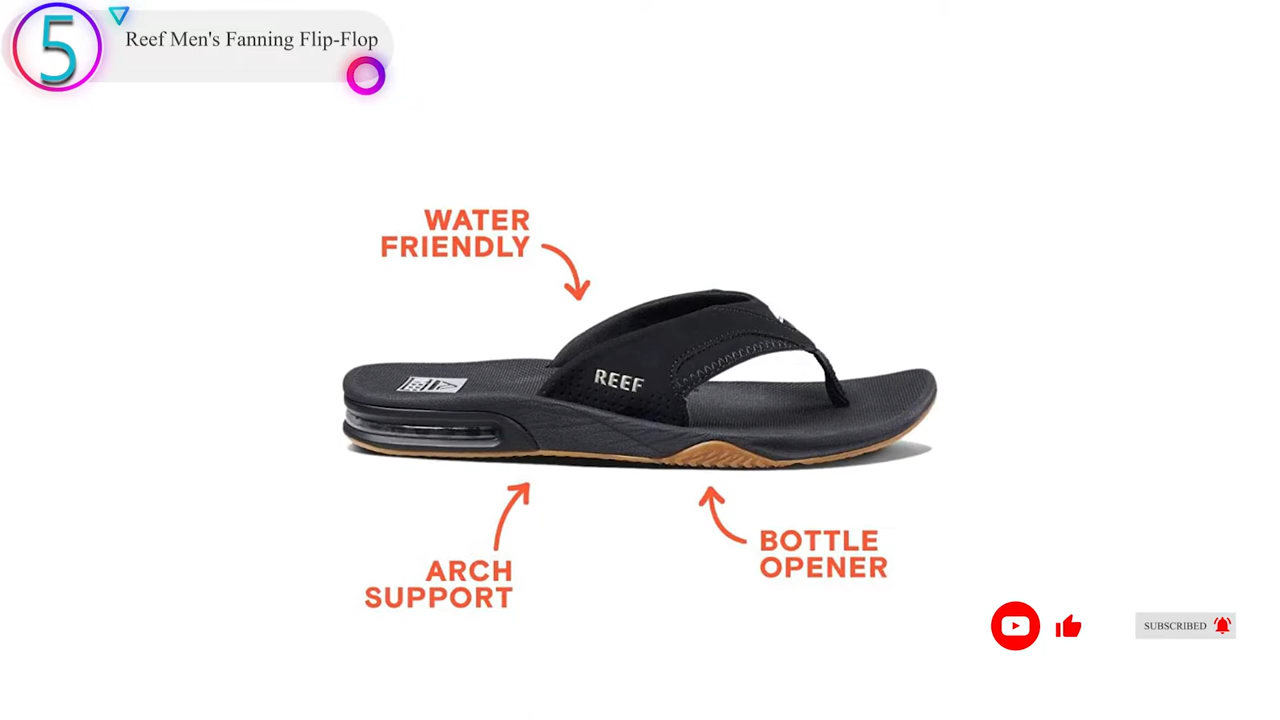 5
Reef Men's Fanning Flip-Flop
WATER
FRIENDLY
REEF
ARCH
SUPPORT
BOTTLE
OPENER
SUBSCRIBED